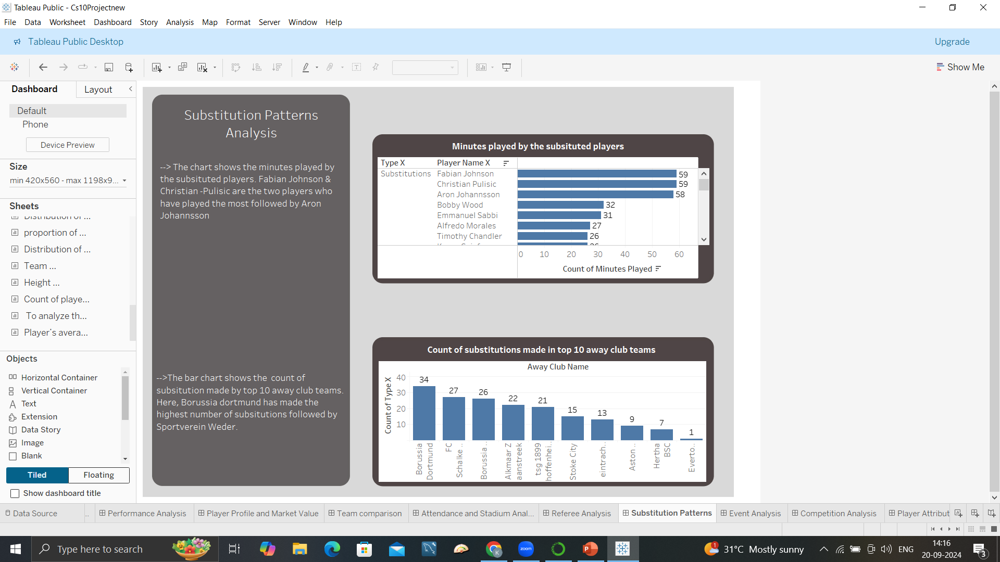 Tableau Public - Cs10Projectnew
File Data Worksheet Dashboard Story Analysis Map Format Server Window Help
Tableau Public Desktop
Upgrade
Show Me
Dashboard
Layout
Default
Phone
Device Preview
Size
min 420x560 - max 1198x9...
Sheets
Distribution of ...
proportion of ...
Distribution of ...
Team ...
Height ...
Count of playe...
To analyze th...
Player's avera...
Objects
Horizontal Container
Vertical Container
Text
Extension
Data Story
Image
Blank
Tiled
Floating
Show dashboard title
Substitution Patterns
Analysis
--> The chart shows the minutes played by
the subsituted players. Fabian Johnson &
Christian -Pulisic are the two players who
have played the most followed by Aron
Johannsson
-->The bar chart shows the count of
subsitution made by top 10 away club teams.
Here, Borussia dortmund has made the
highest number of subsitutions followed by
Sportverein Weder.
Minutes played by the subsituted players
Type X
Player Name X
Substitutions
Fabian Johnson 59
Christian Pulisic 59
Aron Johannsson 58
Bobby Wood 32
Emmanuel Sabbi 31
Alfredo Morales 27
Timothy Chandler 26
0 10 20 30 40 50 60
Count of Minutes Played
Count of substitutions made in top 10 away club teams
Away Club Name
Count of Type X
40
30
20
10
34 27 26 22 21 15 13 9 7 1
Borussia
Dortmund
FC
Schalke ..
Borussia ..
Alkmaar Z
aanstreek
tsg 1899
hoffenhei..
Stoke City
eintrach..
Aston ..
Hertha
BSC
Everto..
Data Source
..
Performance Analysis
Player Profile and Market Value
Team comparison
Attendance and Stadium Anal...
Referee Analysis
Substitution Patterns
Event Analysis
Competition Analysis
Player Attribut
Type here to search
zoom
31°C Mostly sunny
ENG
14:16
20-09-2024
3